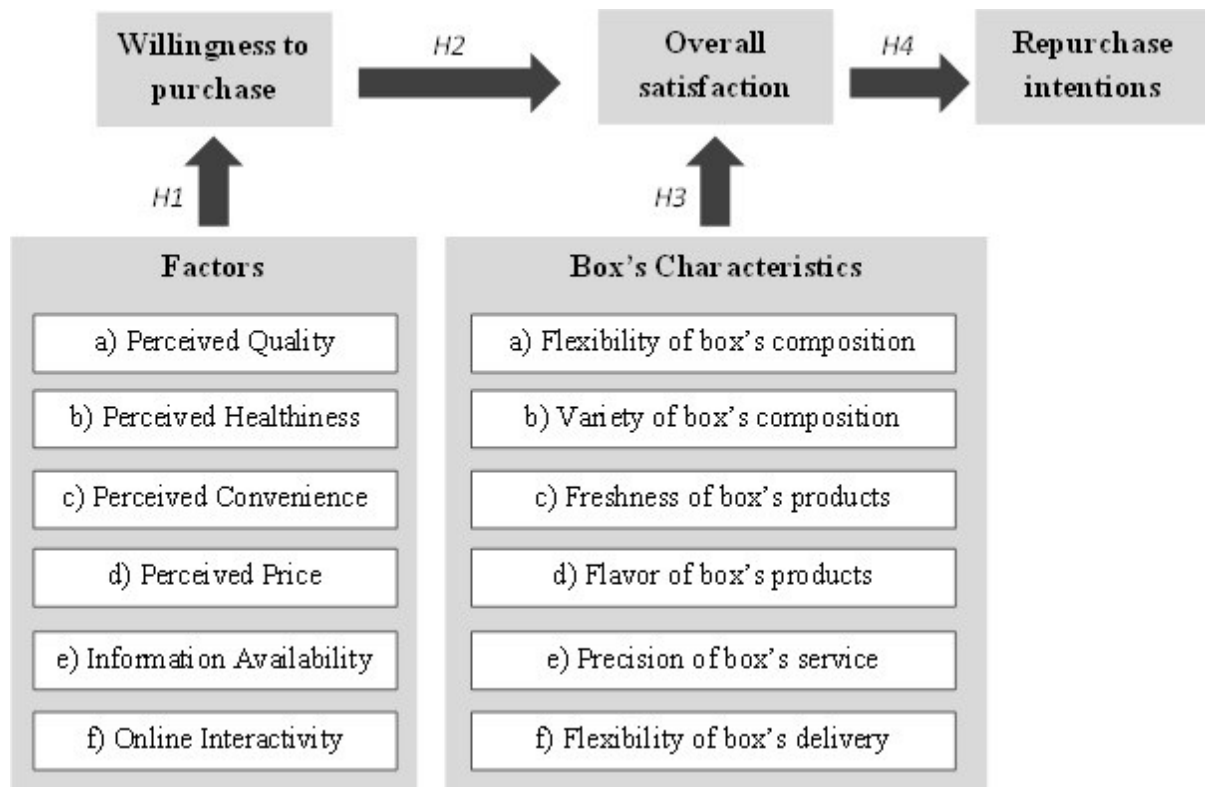 Willingness to
purchase
H2
Overall
satisfaction
H4
Repurchase
intentions
H1
H3
Factors
a) Perceived Quality
b) Perceived Healthiness
c) Perceived Convenience
d) Perceived Price
e) Information Availability
f) Online Interactivity
Box’s Characteristics
a) Flexibility of box’s composition
b) Variety of box’s composition
c) Freshness of box’s products
d) Flavor of box’s products
e) Precision of box’s service
f) Flexibility of box’s delivery